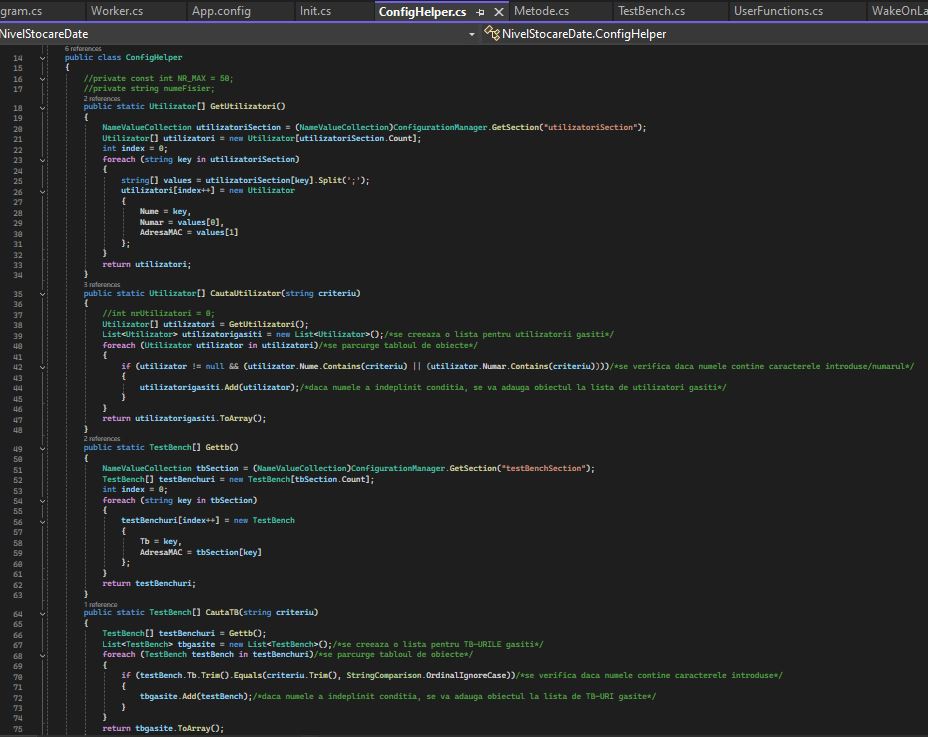 gram.cs Worker.cs App.config Init.cs ConfigHelper.cs Metode.cs TestBench.cs UserFunctions.cs WakeOnLa
NivelStocareDate NivelStocareDate.ConfigHelper
6 references
14 public class ConfigHelper
15 {
16 //private const int NR_MAX = 50;
17 //private string numeFisier;
2 references
18 public static Utilizator[] GetUtilizatori()
19 {
20 NameValueCollection utilizatoriSection = (NameValueCollection)ConfigurationManager.GetSection("utilizatoriSection");
21 Utilizator[] utilizatori = new Utilizator[utilizatoriSection.Count];
22 int index = 0;
23 foreach (string key in utilizatoriSection)
24 {
25 string[] values = utilizatoriSection[key].Split(';');
26 utilizatori[index++] = new Utilizator
27 {
28 Nume = key,
29 Numar = values[0],
30 AdresaMAC = values[1]
31 };
32 }
33 return utilizatori;
34 }
3 references
35 public static Utilizator[] CautaUtilizator(string criteriu)
36 {
37 //int nrUtilizatori = 0;
38 Utilizator[] utilizatori = GetUtilizatori();
39 List<Utilizator> utilizatorigasiti = new List<Utilizator>();/*se creeaza o lista pentru utilizatorii gasiti*/
40 foreach (Utilizator utilizator in utilizatori)/*se parcurge tabloul de obiecte*/
41 {
42 if (utilizator != null && (utilizator.Nume.Contains(criteriu) || (utilizator.Numar.Contains(criteriu))))/*se verifica daca numele contine caracterele introduse/numarul*/
43 {
44 utilizatorigasiti.Add(utilizator);/*daca numele a indeplinit conditia, se va adauga obiectul la lista de utilizatori gasiti*/
45 }
46 }
47 return utilizatorigasiti.ToArray();
48 }
2 references
49 public static TestBench[] Gettb()
50 {
51 NameValueCollection tbSection = (NameValueCollection)ConfigurationManager.GetSection("testBenchSection");
52 TestBench[] testBenchuri = new TestBench[tbSection.Count];
53 int index = 0;
54 foreach (string key in tbSection)
55 {
56 testBenchuri[index++] = new TestBench
57 {
58 Tb = key,
59 AdresaMAC = tbSection[key]
60 };
61 }
62 return testBenchuri;
63 }
1 reference
64 public static TestBench[] CautaTB(string criteriu)
65 {
66 TestBench[] testBenchuri = Gettb();
67 List<TestBench> tbgasite = new List<TestBench>();/*se creeaza o lista pentru TB-URILE gasiti*/
68 foreach (TestBench testBench in testBenchuri)/*se parcurge tabloul de obiecte*/
69 {
70 if (testBench.Tb.Trim().Equals(criteriu.Trim(), StringComparison.OrdinalIgnoreCase))/*se verifica daca numele contine caracterele introduse*/
71 {
72 tbgasite.Add(testBench);/*daca numele a indeplinit conditia, se va adauga obiectul la lista de TB-URI gasite*/
73 }
74 }
75 return tbgasite.ToArray();